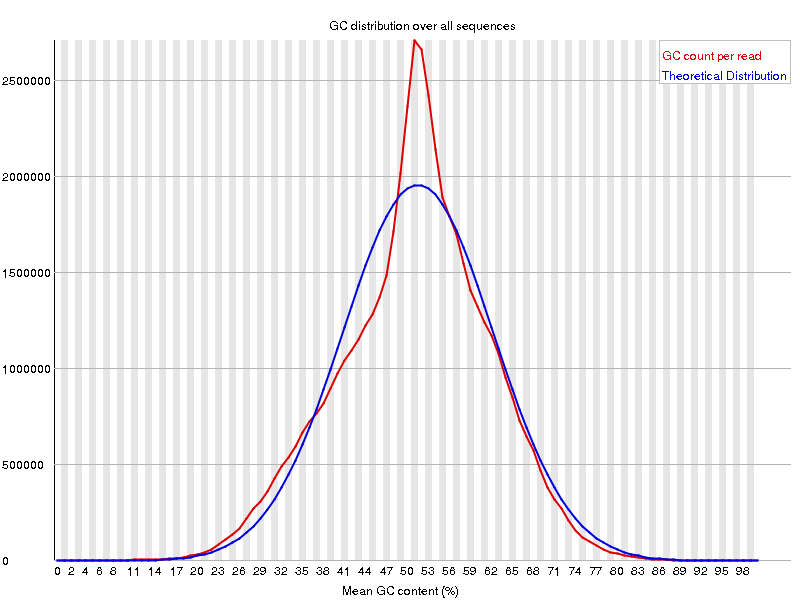 GC distribution over all sequences
GC count per read
Theoretical Distribution
2500000
2000000
1500000
1000000
500000
0
0 2 4 6 8 11 14 17 20 23 26 29 32 35 38 41 44 47 50 53 56 59 62 65 68 71 74 77 80 83 86 89 92 95 98
Mean GC content (%)